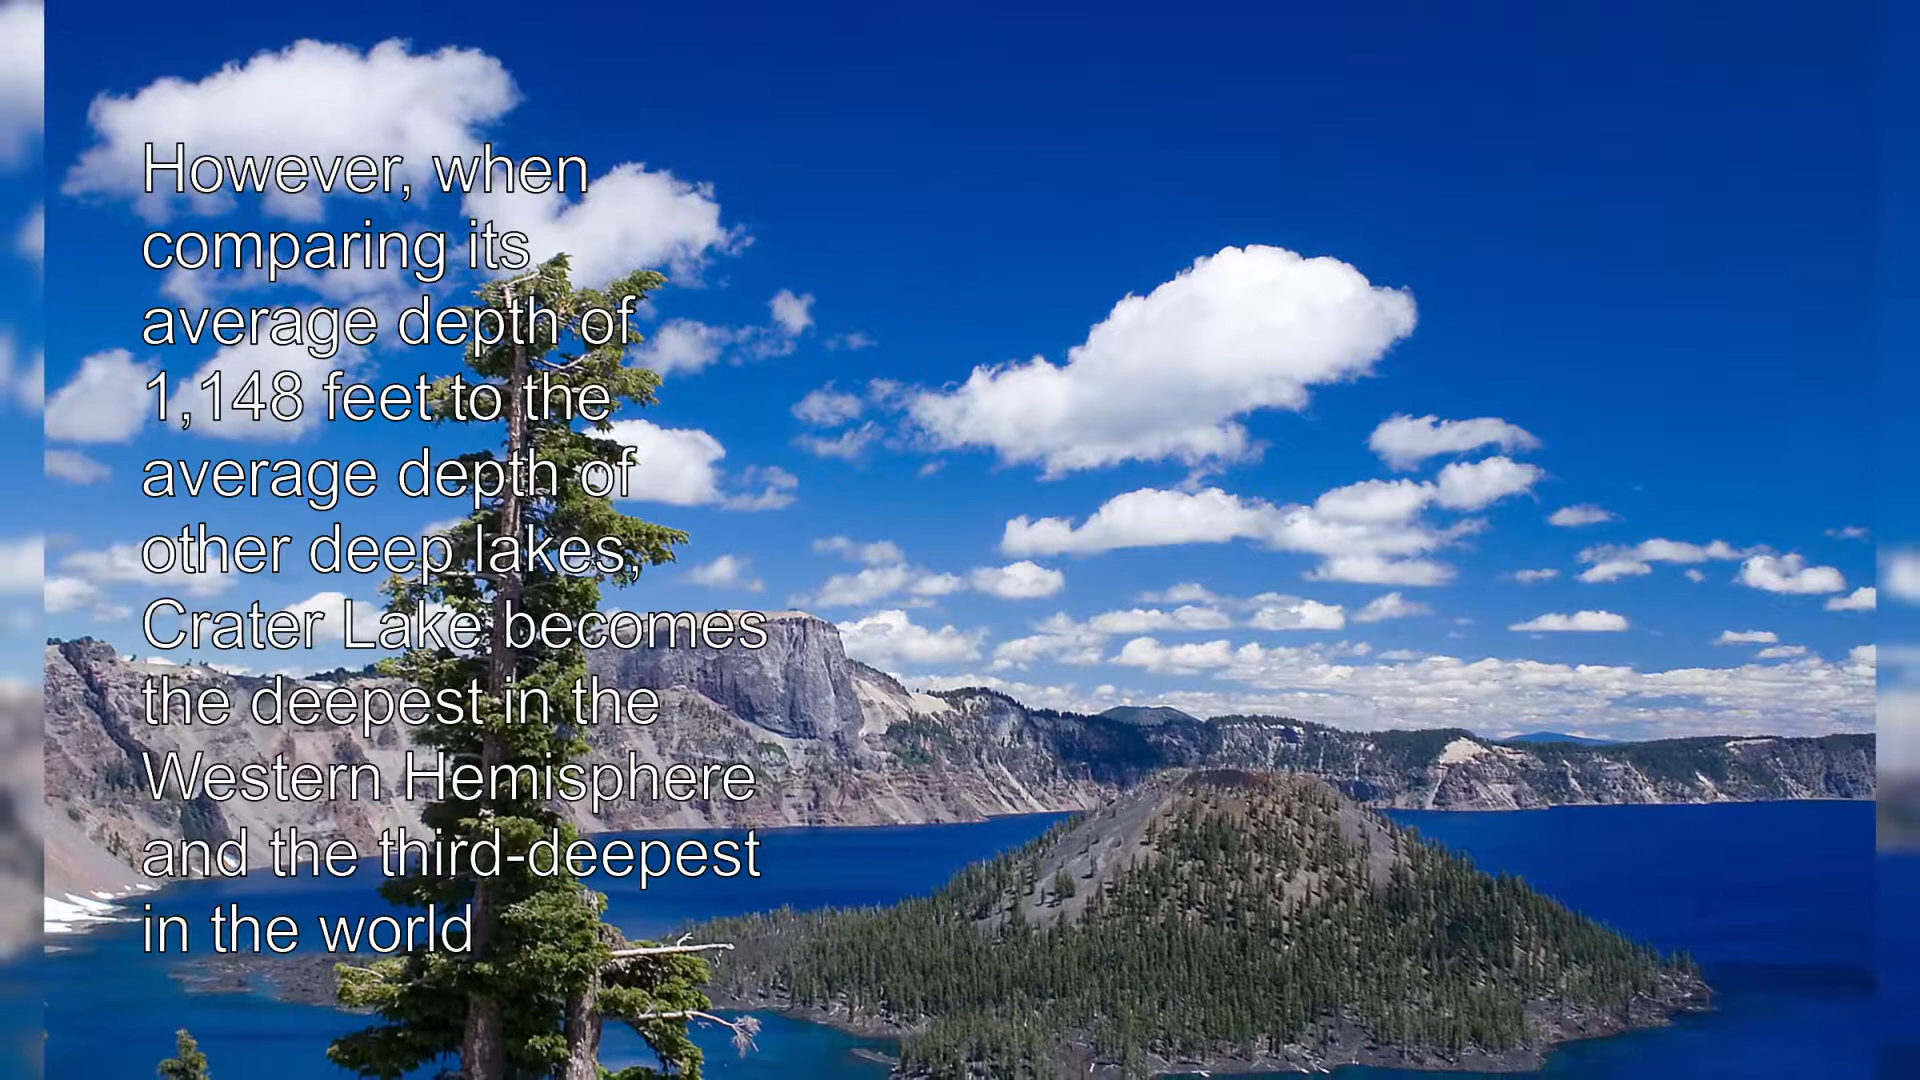 However, when
comparing its
average depth of
1,148 feet to the
average depth of
other deep lakes,
Crater Lake becomes
the deepest in the
Western Hemisphere
and the third-deepest
in the world